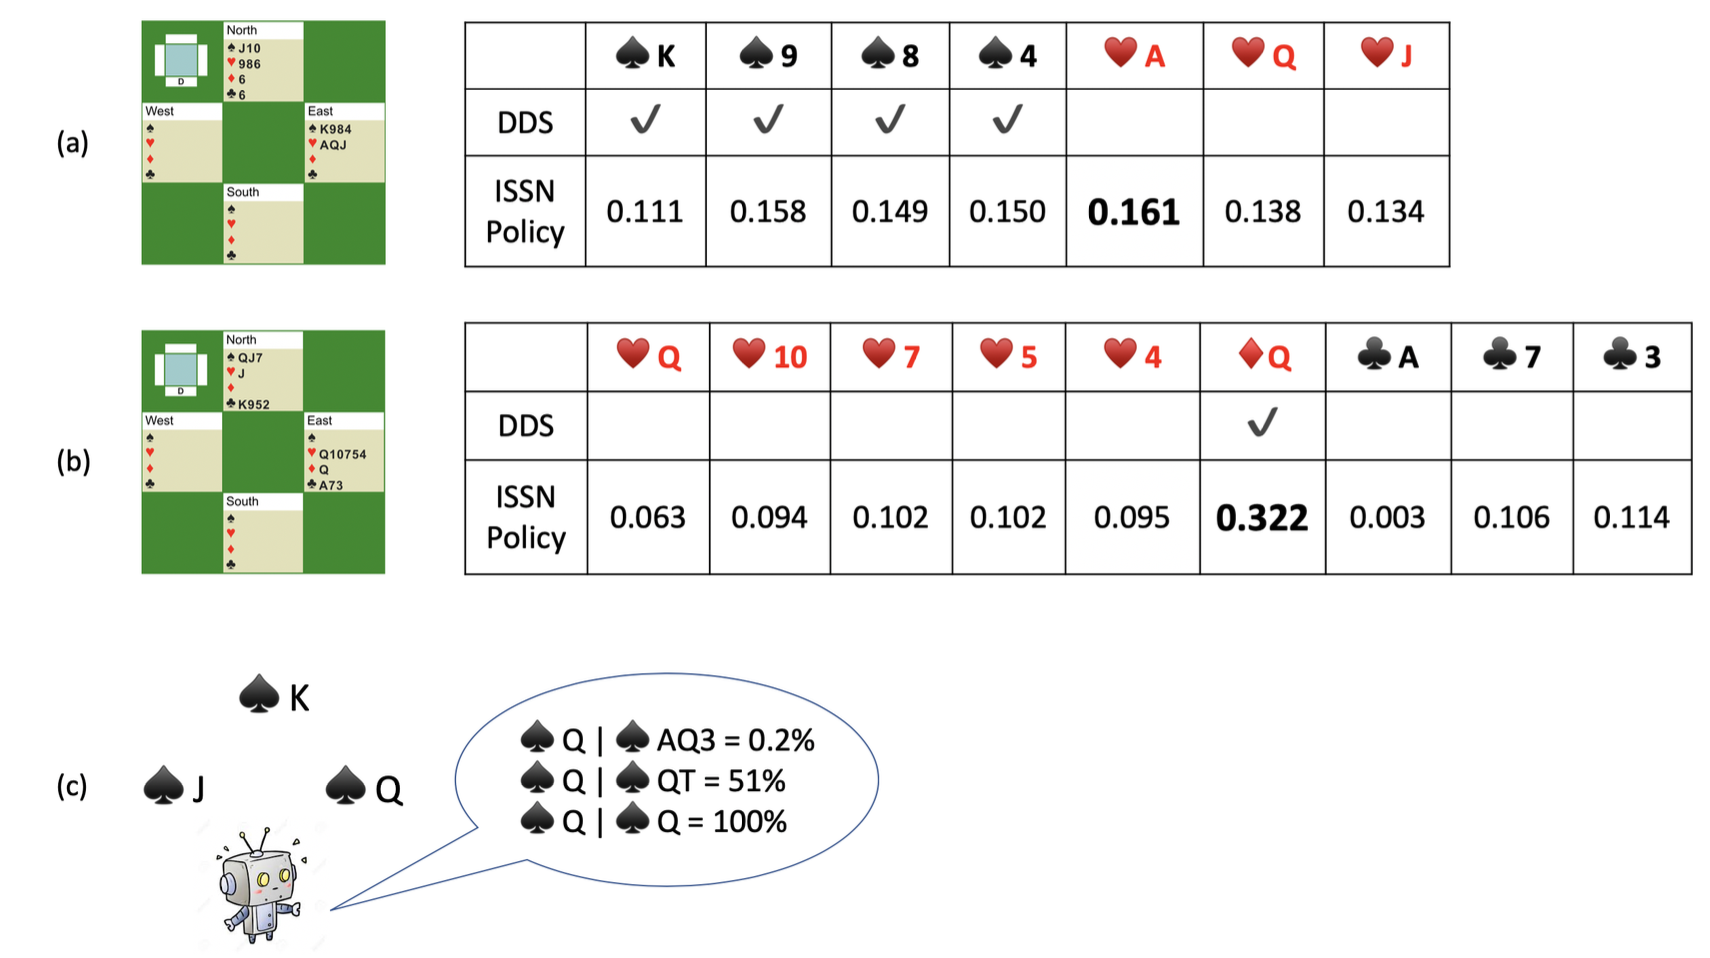 (a)
North
♠ J10
♥ 986
♦ 6
♣ 6
D
West
♠
♥
♦
♣
East
♠ K984
♥ AQJ
♦
♣
South
♠
♥
♦
♣
♠ K ♠ 9 ♠ 8 ♠ 4 ♥ A ♥ Q ♥ J
DDS ✓ ✓ ✓ ✓
ISSN
Policy
0.111 0.158 0.149 0.150 0.161 0.138 0.134
(b)
North
♠ QJ7
♥ J
♦
♣ K952
D
West
♠
♥
♦
♣
East
♠
♥ Q10754
♦ Q
♣ A73
South
♠
♥
♦
♣
♥ Q ♥ 10 ♥ 7 ♥ 5 ♥ 4 ♦ Q ♣ A ♣ 7 ♣ 3
DDS ✓
ISSN
Policy
0.063 0.094 0.102 0.102 0.095 0.322 0.003 0.106 0.114
(c)
♠ K
♠ J ♠ Q
♠ Q | ♠ AQ3 = 0.2%
♠ Q | ♠ QT = 51%
♠ Q | ♠ Q = 100%